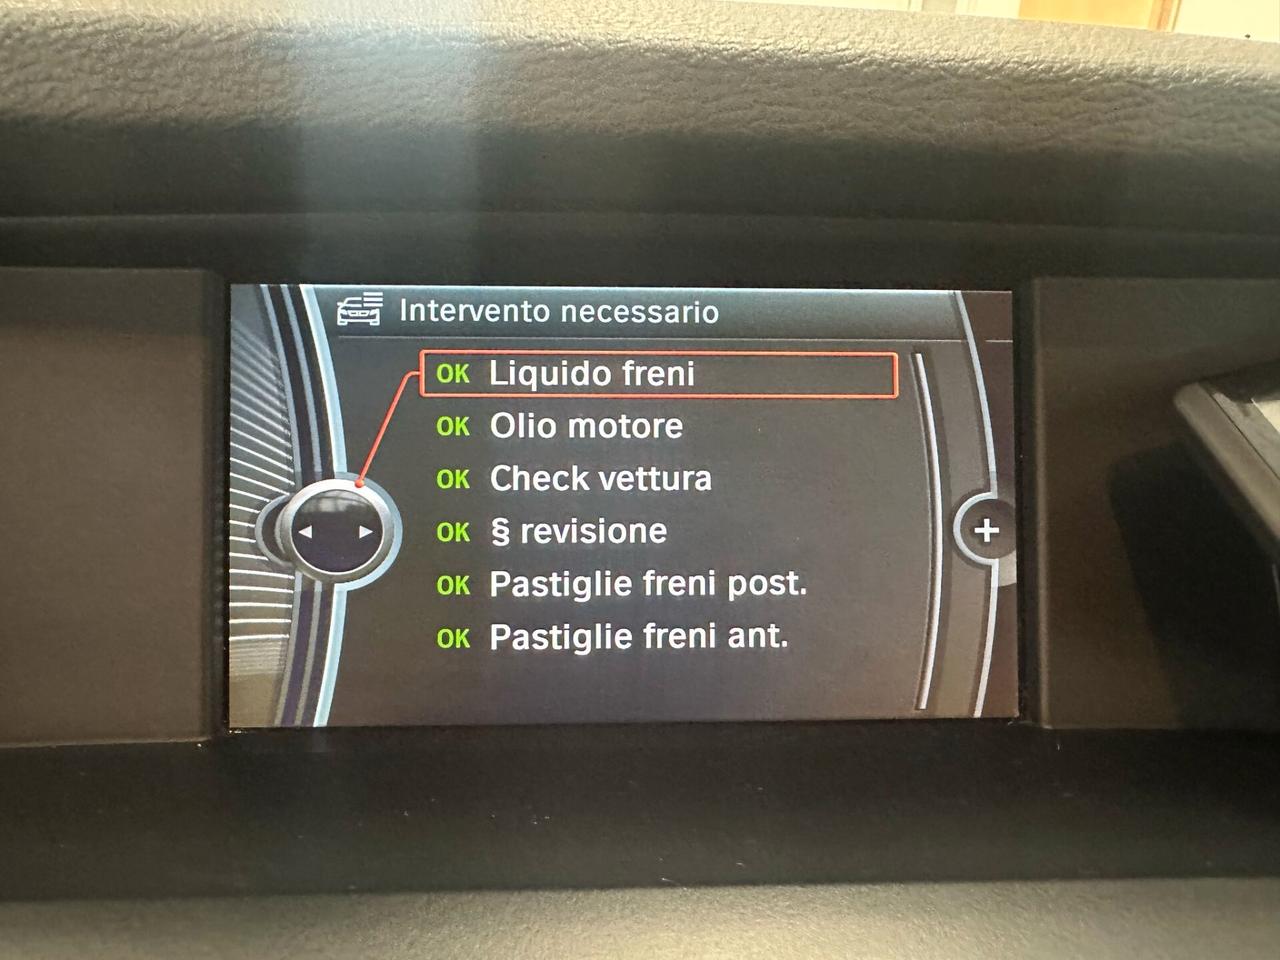 Intervento necessario
OK Liquido freni
OK Olio motore
OK Check vettura
OK § revisione
OK Pastiglie freni post.
OK Pastiglie freni ant.